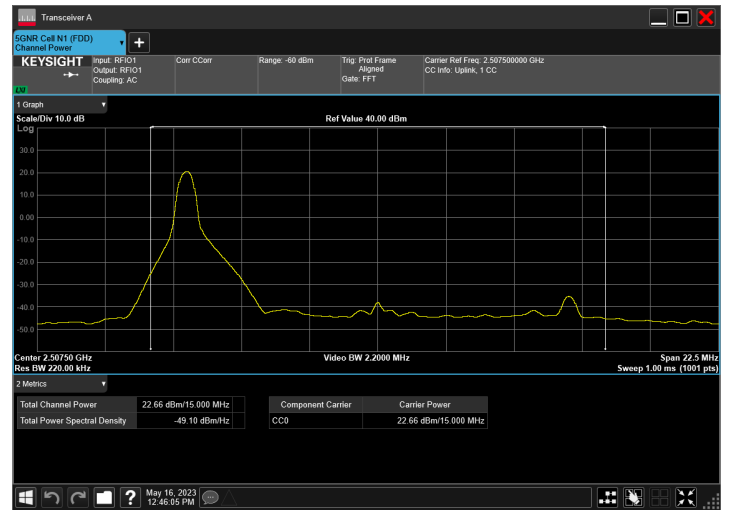 Transceiver A
5GNR Cell N1 (FDD)
Channel Power
KEYSIGHT
Input: RFIO1
Output: RFIO1
Coupling: AC
Corr CCorr
Range: -60 dBm
Trig: Prot Frame
Aligned
Gate: FFT
Carrier Ref Freq: 2.507500000 GHz
CC Info: Uplink, 1 CC
LXI
1 Graph
Scale/Div 10.0 dB
Ref Value 40.00 dBm
Log
30.0
20.0
10.0
0.00
-10.0
-20.0
-30.0
-40.0
-50.0
Center 2.50750 GHz
Video BW 2.2000 MHz
Span 22.5 MHz
Res BW 220.00 kHz
Sweep 1.00 ms (1001 pts)
2 Metrics
Total Channel Power 22.66 dBm/15.000 MHz
Total Power Spectral Density -49.10 dBm/Hz
Component Carrier Carrier Power
CC0 22.66 dBm/15.000 MHz
?
May 16, 2023
12:46:05 PM